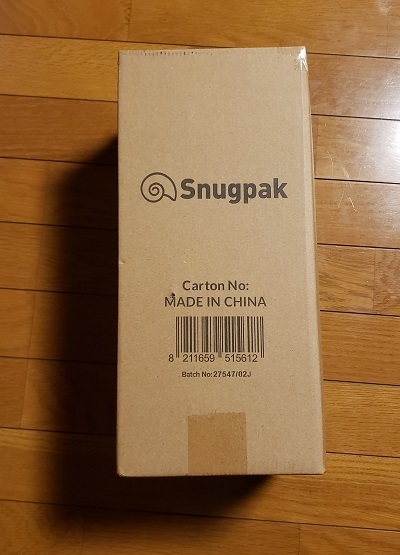 Snugpak
Carton No:
MADE IN CHINA
8 211659 515612
Batch No:27547/02J